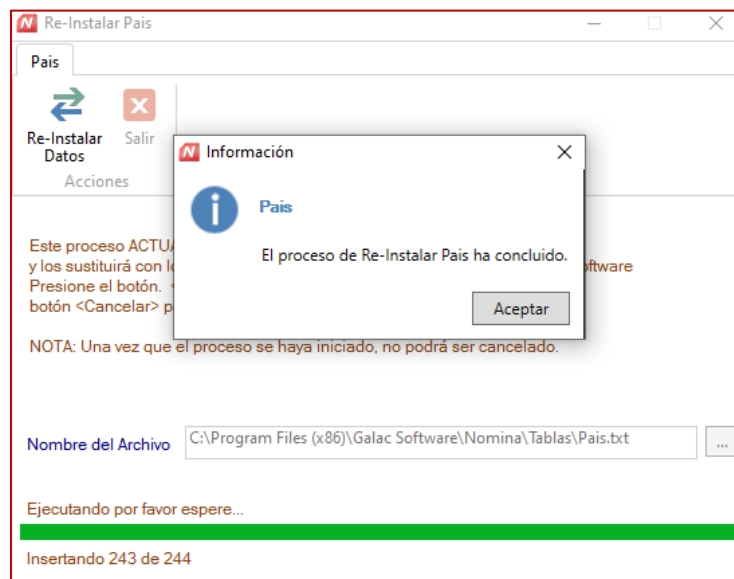 Re-Instalar Pais
Pais
Re-Instalar Datos
Salir
Acciones
Información
Pais
El proceso de Re-Instalar Pais ha concluido.
Aceptar
Este proceso
y los sustituirá con
Presione el botón.
botón <Cancelar>
NOTA: Una vez que el proceso se haya iniciado, no podrá ser cancelado.
Nombre del Archivo C:\Program Files (x86)\Galac Software\Nomina\Tablas\Pais.txt ...
Ejecutando por favor espere...
Insertando 243 de 244